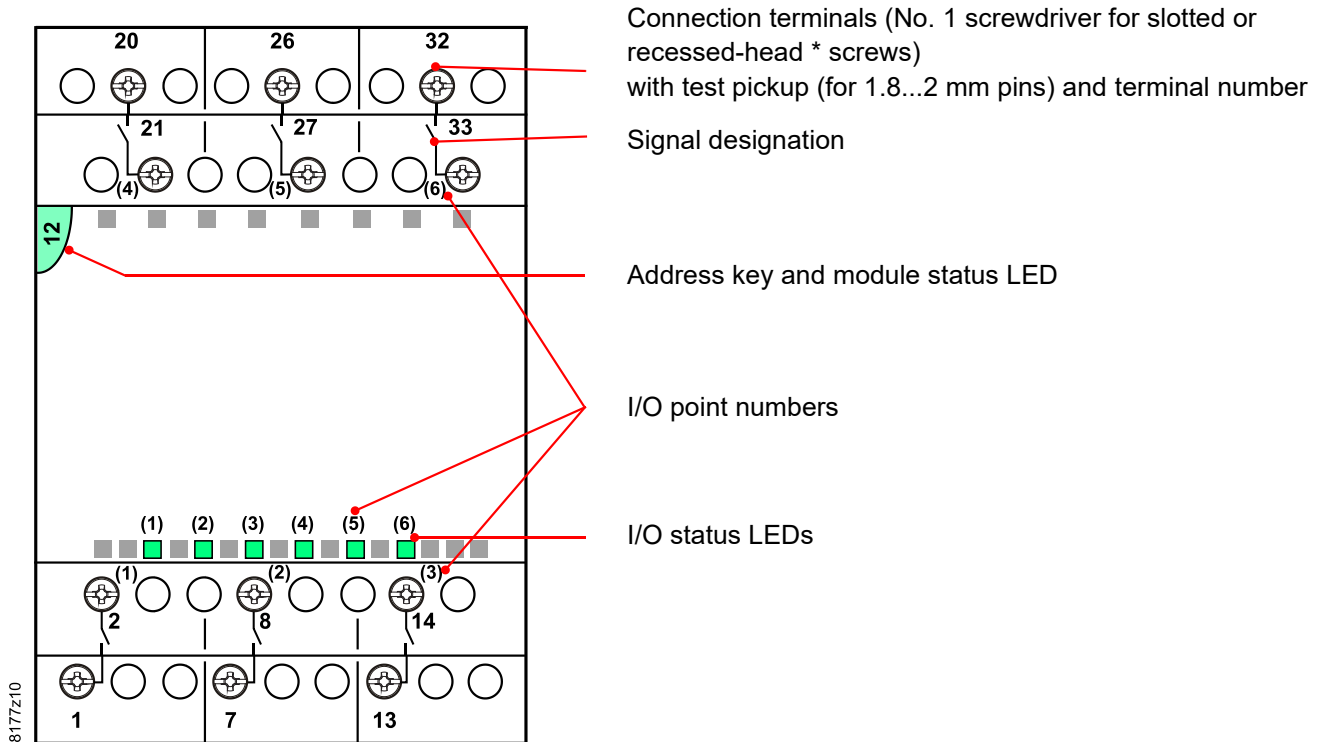 Connection terminals (No. 1 screwdriver for slotted or
recessed-head * screws)
with test pickup (for 1.8...2 mm pins) and terminal number
20 26 32
21 27 33
Signal designation
(4) (5) (6)
12
Address key and module status LED
I/O point numbers
(1) (2) (3) (4) (5) (6)
I/O status LEDs
(1) (2) (3)
2 8 14
1 7 13
8177z10